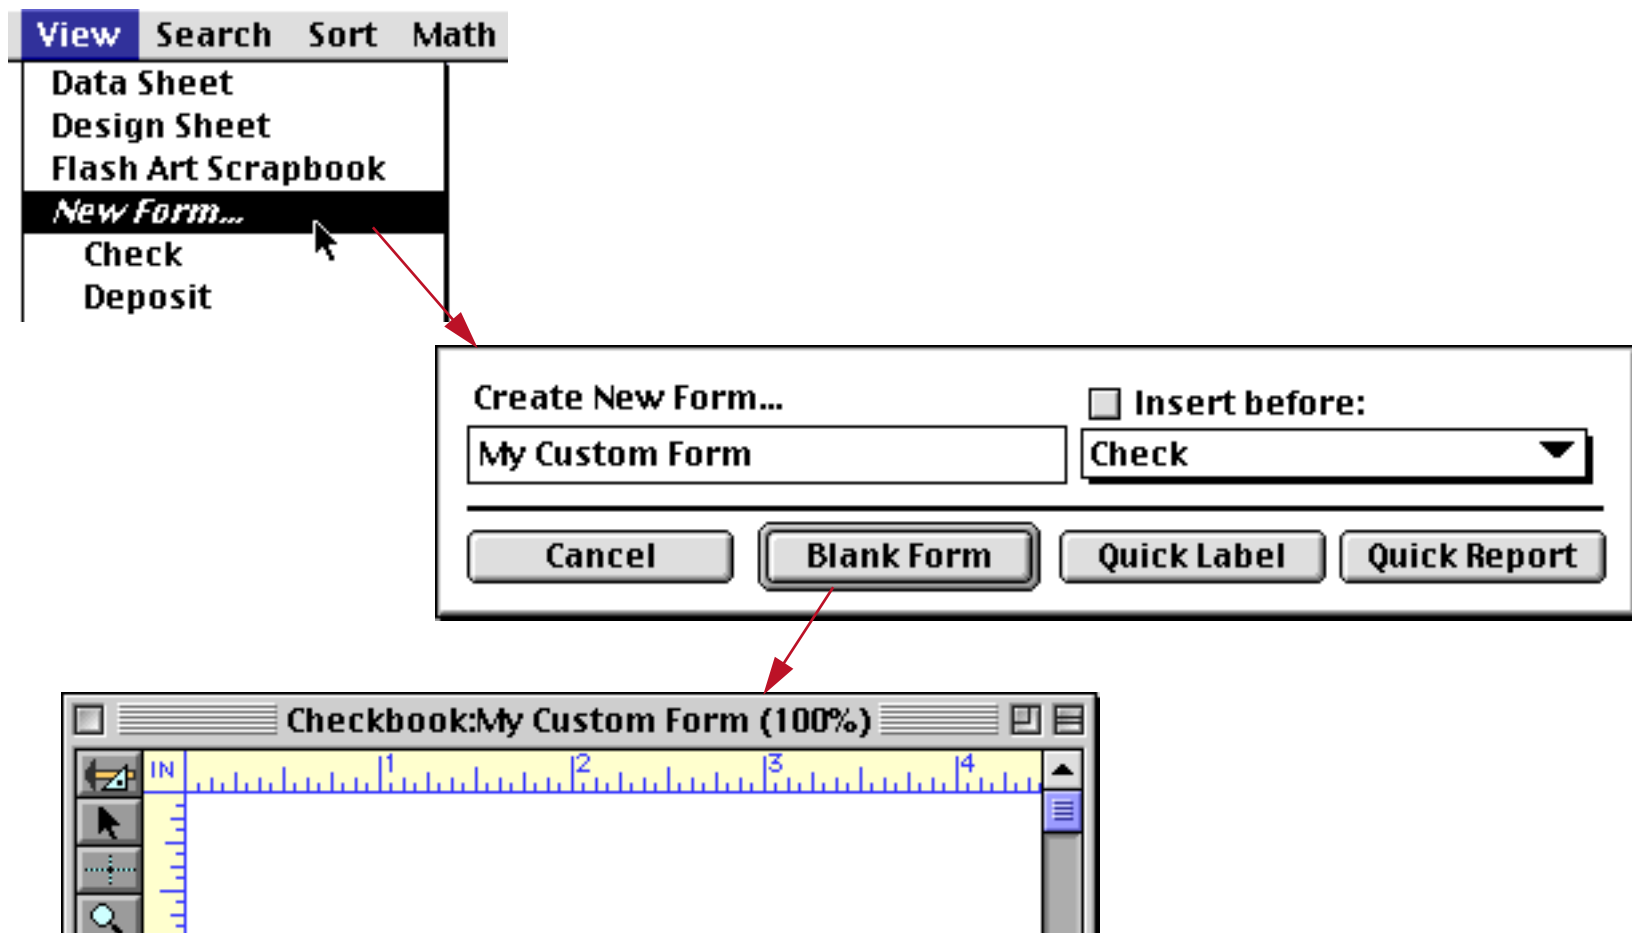 View Search Sort Math
Data Sheet
Design Sheet
Flash Art Scrapbook
New Form...
Check
Deposit
Create New Form...
Insert before:
My Custom Form
Check
Cancel Blank Form Quick Label Quick Report
Checkbook:My Custom Form (100%)
IN 1 2 3 4